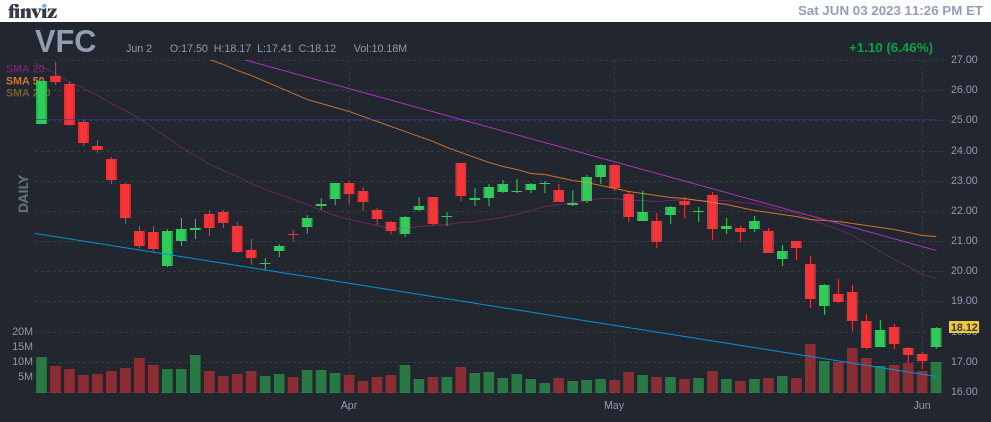 finviz
Sat JUN 03 2023 11:26 PM ET
VFC
Jun 2 O:17.50 H:18.17 L:17.41 C:18.12 Vol:10.18M
+1.10 (6.46%)
SMA 20
SMA 50
SMA 200
DAILY
27.00
26.00
25.00
24.00
23.00
22.00
21.00
20.00
19.00
18.12
17.00
16.00
20M
15M
10M
5M
Apr May Jun